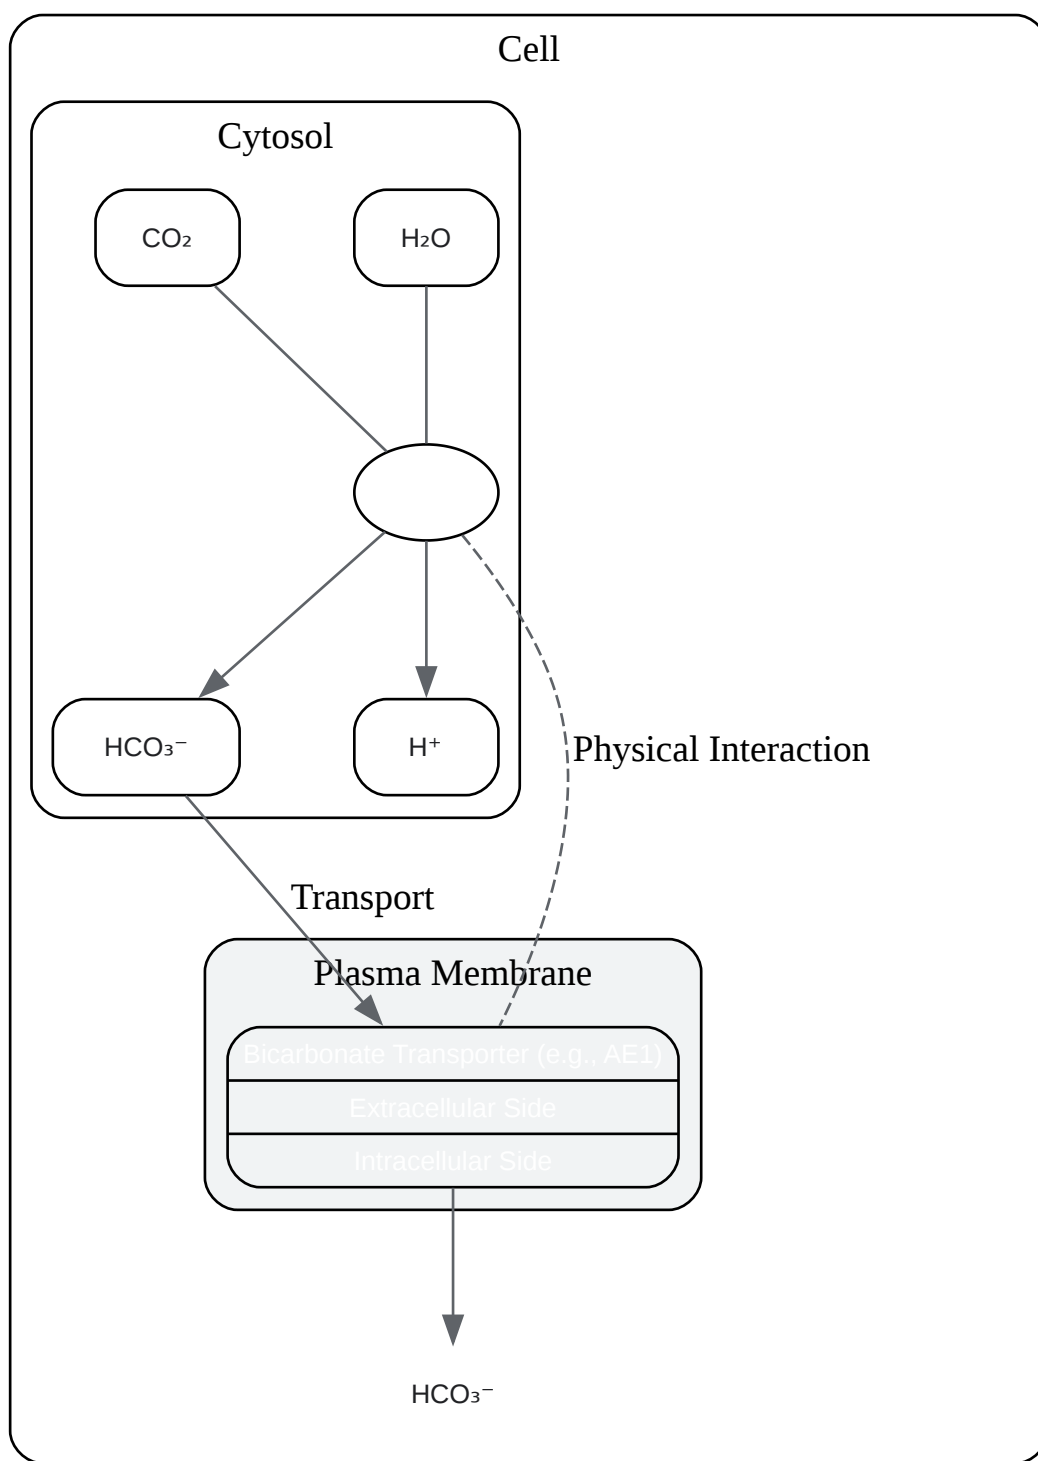 Cell
Cytosol
CO₂
H₂O
HCO₃⁻
H⁺
Physical Interaction
Transport
Plasma Membrane
Bicarbonate Transporter (e.g., AE1)
Extracellular Side
Intracellular Side
HCO₃⁻